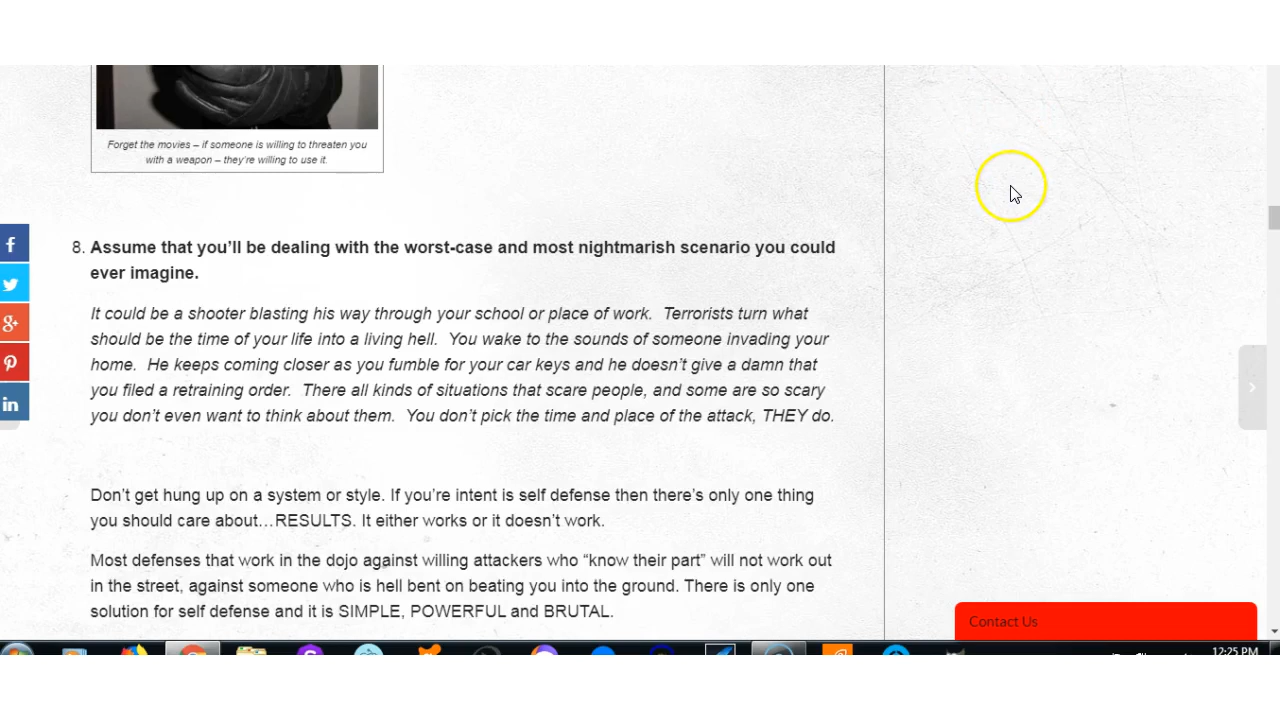 Forget the movies – if someone is willing to threaten you
with a weapon – they're willing to use it.
8. Assume that you'll be dealing with the worst-case and most nightmarish scenario you could
ever imagine.
It could be a shooter blasting his way through your school or place of work. Terrorists turn what
should be the time of your life into a living hell. You wake to the sounds of someone invading your
home. He keeps coming closer as you fumble for your car keys and he doesn't give a damn that
you filed a retraining order. There all kinds of situations that scare people, and some are so scary
you don't even want to think about them. You don't pick the time and place of the attack, THEY do.
Don't get hung up on a system or style. If you're intent is self defense then there's only one thing
you should care about…RESULTS. It either works or it doesn't work.
Most defenses that work in the dojo against willing attackers who “know their part” will not work out
in the street, against someone who is hell bent on beating you into the ground. There is only one
solution for self defense and it is SIMPLE, POWERFUL and BRUTAL.
Contact Us
12:25 PM